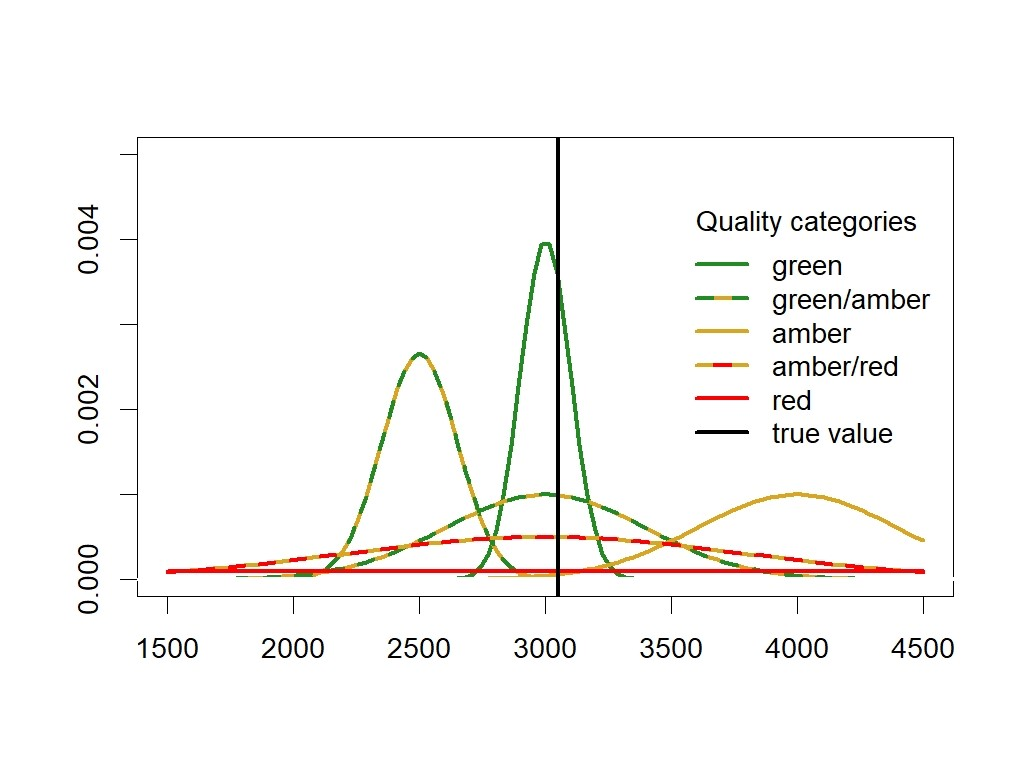 0.004
0.002
0.000
Quality categories
green
green/amber
amber
amber/red
red
true value
1500 2000 2500 3000 3500 4000 4500